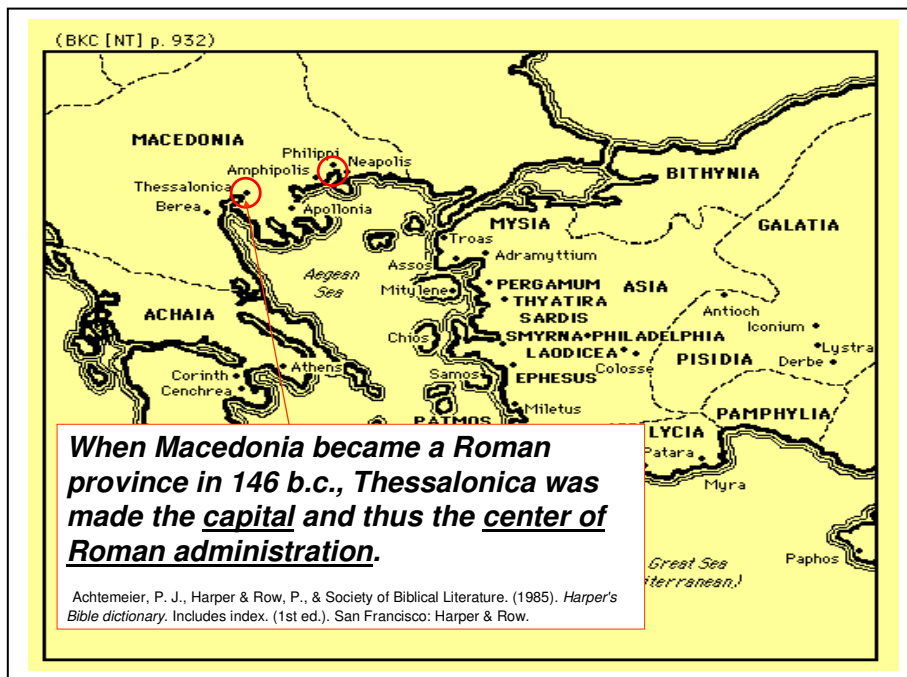 (BKC [NT] p. 932)
MACEDONIA
Philippi
Neapolis
Amphipolis
Thessalonica
Berea
Apollonia
BITHYNIA
GALATIA
MYSIA
Troas
Assos
Adramyttium
Aegean
Sea
Mitylene
PERGAMUM
ASIA
THYATIRA
SARDIS
Antioch
Iconium
ACHAIA
Chios
SMYRNA
PHILADELPHIA
LAODICEA
Colosse
PISIDIA
Lystra
Derbe
Athens
Corinth
Cenchrea
Samos
EPHESUS
Miletus
PATMOS
PAMPHYLIA
LYCIA
Patara
Myra
When Macedonia became a Roman
province in 146 b.c., Thessalonica was
made the capital and thus the center of
Roman administration.
Achtemeier, P. J., Harper & Row, P., & Society of Biblical Literature. (1985). Harper's
Bible dictionary. Includes index. (1st ed.). San Francisco: Harper & Row.
Great Sea
iterranean)
Paphos